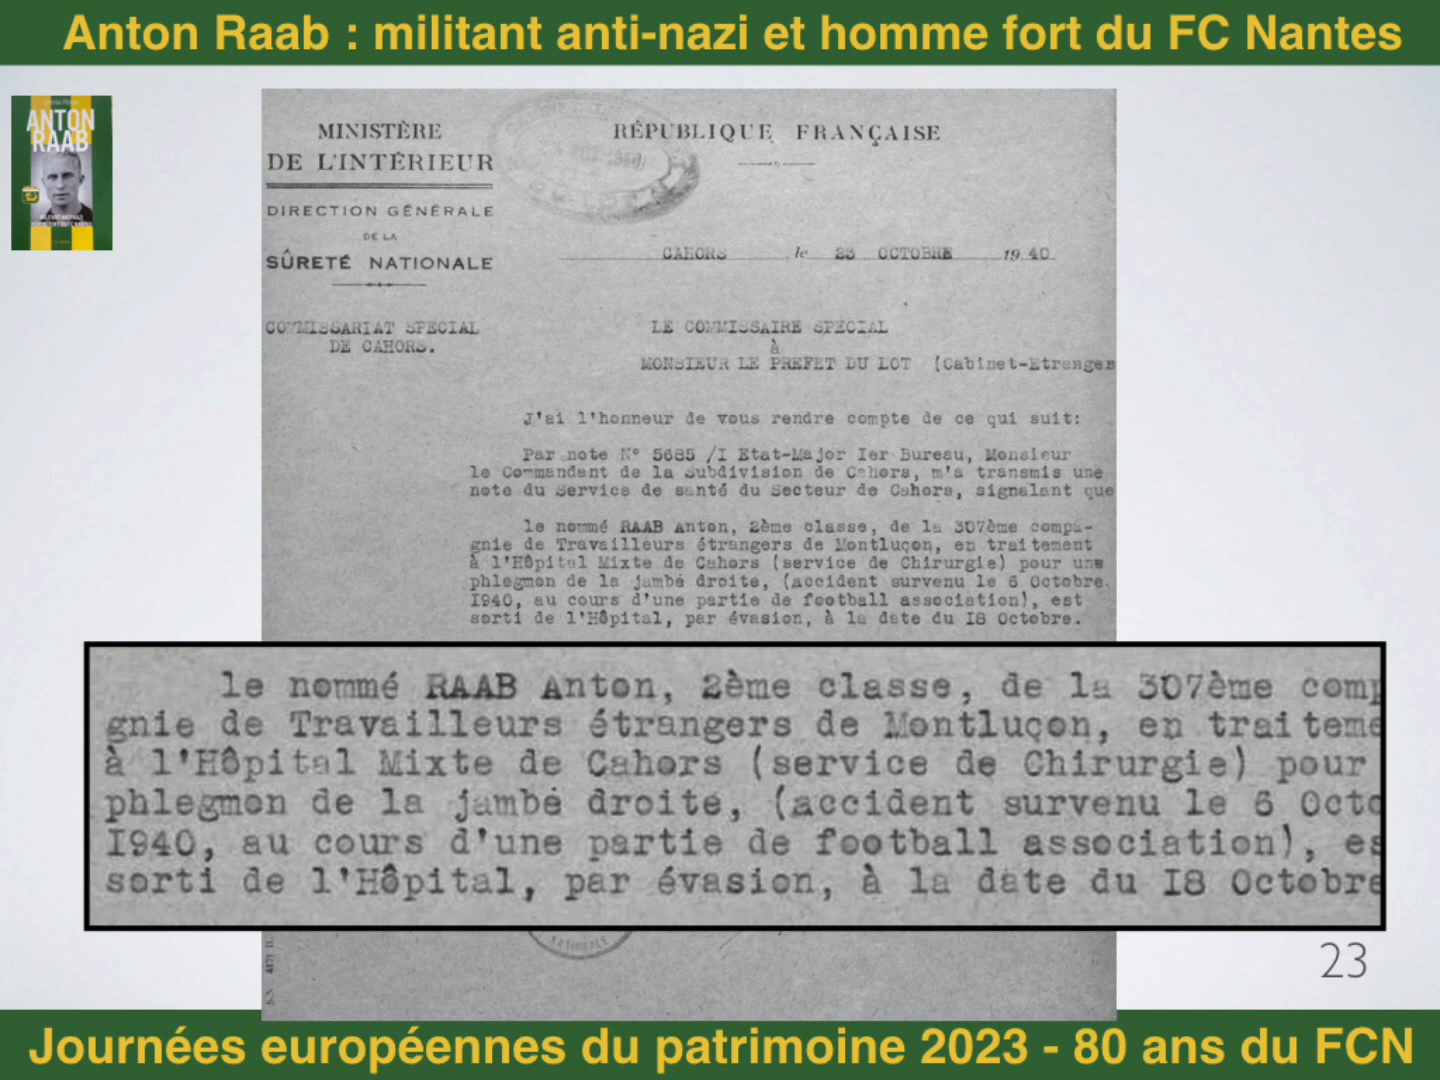 Anton Raab : militant anti-nazi et homme fort du FC Nantes
ANTON
RAAB
MINISTÈRE
DE L'INTÉRIEUR
RÉPUBLIQUE FRANÇAISE
DIRECTION GÉNÉRALE
DE LA
SÛRETÉ NATIONALE
CAHORS le 23 OCTOBRE 19 40
COMMISSARIAT SPECIAL
DE CAHORS.
LE COMMISSAIRE SPECIAL
à
MONSIEUR LE PREFET DU LOT (Cabinet-Etranger
J'ai l'honneur de vous rendre compte de ce qui suit:
Par note N° 5685 /I Etat-Major Ier Bureau, Monsieur
le Commandant de la Subdivision de Cahors, m'a transmis une
note du Service de santé du Secteur de Cahors, signalant que
le nommé RAAB Anton, 2ème classe, de la 307ème compa-
gnie de Travailleurs étrangers de Montluçon, en traitement
à l'Hôpital Mixte de Cahors (service de Chirurgie) pour une
phlegmon de la jambe droite, (accident survenu le 6 Octobre
I940, au cours d'une partie de football association), est
sorti de l'Hôpital, par évasion, à la date du I8 Octobre.
le nommé RAAB Anton, 2ème classe, de la 307ème comp
gnie de Travailleurs étrangers de Montluçon, en traiteme
à l'Hôpital Mixte de Cahors (service de Chirurgie) pour
phlegmon de la jambe droite, (accident survenu le 6 Octo
I940, au cours d'une partie de football association), es
sorti de l'Hôpital, par évasion, à la date du I8 Octobre
NATIONALE
23
Journées européennes du patrimoine 2023 - 80 ans du FCN